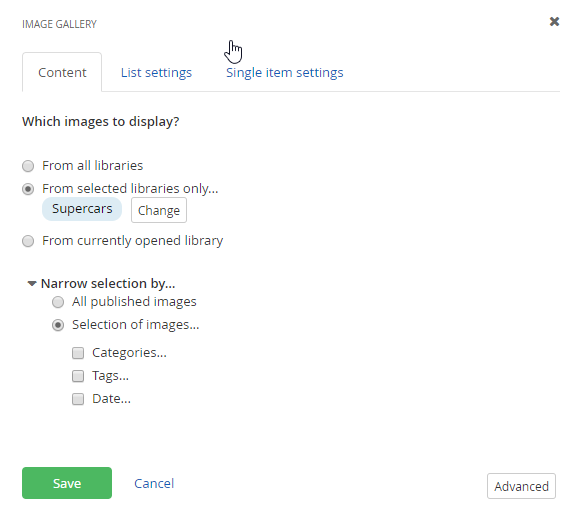 IMAGE GALLERY
Content List settings Single item settings
Which images to display?
From all libraries
From selected libraries only...
Supercars Change
From currently opened library
Narrow selection by...
All published images
Selection of images...
Categories...
Tags...
Date...
Save Cancel Advanced